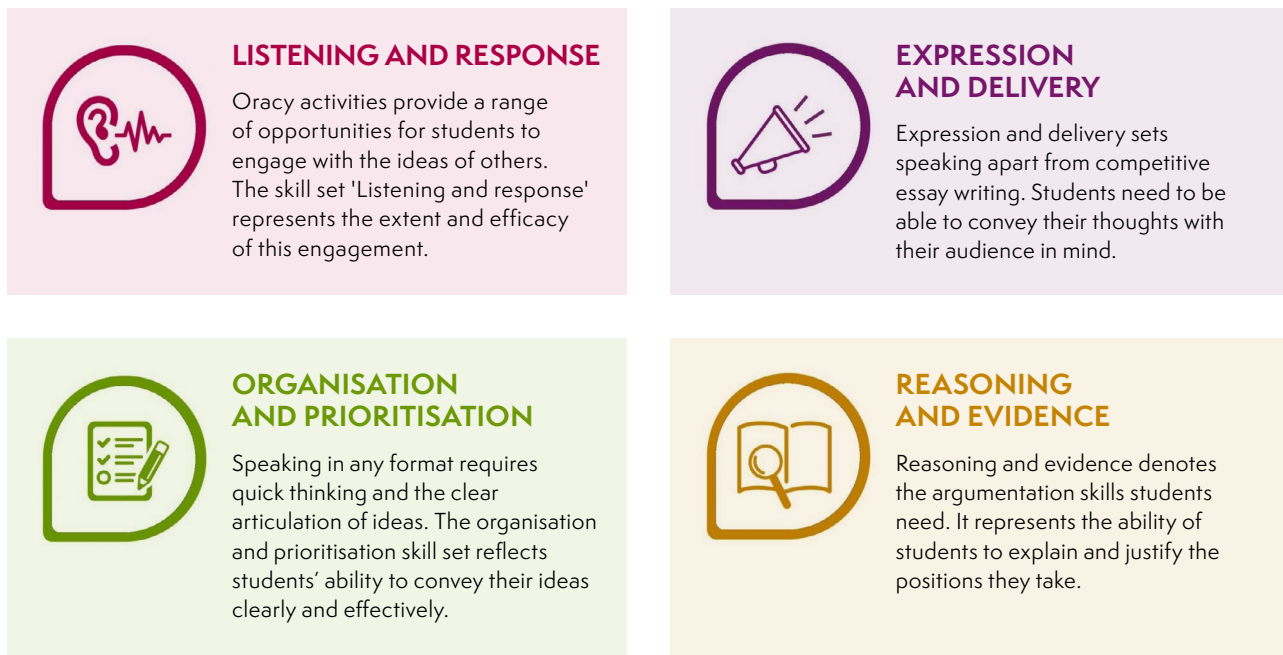 LISTENING AND RESPONSE
Oracy activities provide a range
of opportunities for students to
engage with the ideas of others.
The skill set 'Listening and response'
represents the extent and efficacy
of this engagement.
EXPRESSION
AND DELIVERY
Expression and delivery sets
speaking apart from competitive
essay writing. Students need to be
able to convey their thoughts with
their audience in mind.
ORGANISATION
AND PRIORITISATION
Speaking in any format requires
quick thinking and the clear
articulation of ideas. The organisation
and prioritisation skill set reflects
students’ ability to convey their ideas
clearly and effectively.
REASONING
AND EVIDENCE
Reasoning and evidence denotes
the argumentation skills students
need. It represents the ability of
students to explain and justify the
positions they take.